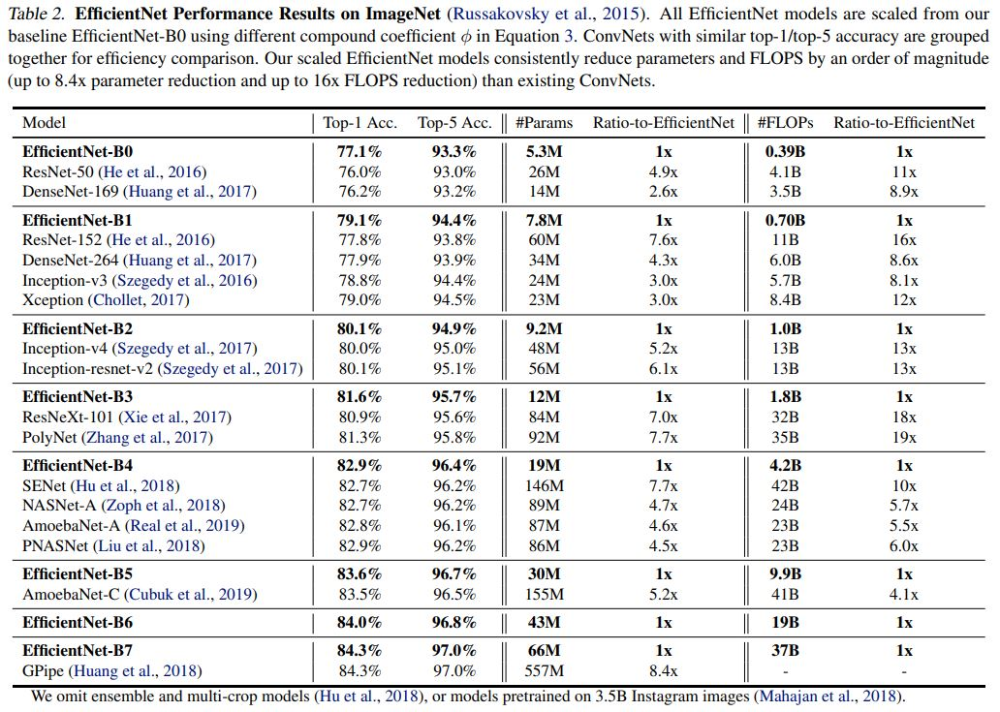 Table 2. EfficientNet Performance Results on ImageNet (Russakovsky et al., 2015). All EfficientNet models are scaled from our
baseline EfficientNet-B0 using different compound coefficient ϕ in Equation 3. ConvNets with similar top-1/top-5 accuracy are grouped
together for efficiency comparison. Our scaled EfficientNet models consistently reduce parameters and FLOPS by an order of magnitude
(up to 8.4x parameter reduction and up to 16x FLOPS reduction) than existing ConvNets.
Model Top-1 Acc. Top-5 Acc. #Params Ratio-to-EfficientNet #FLOPs Ratio-to-EfficientNet
EfficientNet-B0 77.1% 93.3% 5.3M 1x 0.39B 1x
ResNet-50 (He et al., 2016) 76.0% 93.0% 26M 4.9x 4.1B 11x
DenseNet-169 (Huang et al., 2017) 76.2% 93.2% 14M 2.6x 3.5B 8.9x
EfficientNet-B1 79.1% 94.4% 7.8M 1x 0.70B 1x
ResNet-152 (He et al., 2016) 77.8% 93.8% 60M 7.6x 11B 16x
DenseNet-264 (Huang et al., 2017) 77.9% 93.9% 34M 4.3x 6.0B 8.6x
Inception-v3 (Szegedy et al., 2016) 78.8% 94.4% 24M 3.0x 5.7B 8.1x
Xception (Chollet, 2017) 79.0% 94.5% 23M 3.0x 8.4B 12x
EfficientNet-B2 80.1% 94.9% 9.2M 1x 1.0B 1x
Inception-v4 (Szegedy et al., 2017) 80.0% 95.0% 48M 5.2x 13B 13x
Inception-resnet-v2 (Szegedy et al., 2017) 80.1% 95.1% 56M 6.1x 13B 13x
EfficientNet-B3 81.6% 95.7% 12M 1x 1.8B 1x
ResNeXt-101 (Xie et al., 2017) 80.9% 95.6% 84M 7.0x 32B 18x
PolyNet (Zhang et al., 2017) 81.3% 95.8% 92M 7.7x 35B 19x
EfficientNet-B4 82.9% 96.4% 19M 1x 4.2B 1x
SENet (Hu et al., 2018) 82.7% 96.2% 146M 7.7x 42B 10x
NASNet-A (Zoph et al., 2018) 82.7% 96.2% 89M 4.7x 24B 5.7x
AmoebaNet-A (Real et al., 2019) 82.8% 96.1% 87M 4.6x 23B 5.5x
PNASNet (Liu et al., 2018) 82.9% 96.2% 86M 4.5x 23B 6.0x
EfficientNet-B5 83.6% 96.7% 30M 1x 9.9B 1x
AmoebaNet-C (Cubuk et al., 2019) 83.5% 96.5% 155M 5.2x 41B 4.1x
EfficientNet-B6 84.0% 96.8% 43M 1x 19B 1x
EfficientNet-B7 84.3% 97.0% 66M 1x 37B 1x
GPipe (Huang et al., 2018) 84.3% 97.0% 557M 8.4x - -
We omit ensemble and multi-crop models (Hu et al., 2018), or models pretrained on 3.5B Instagram images (Mahajan et al., 2018).